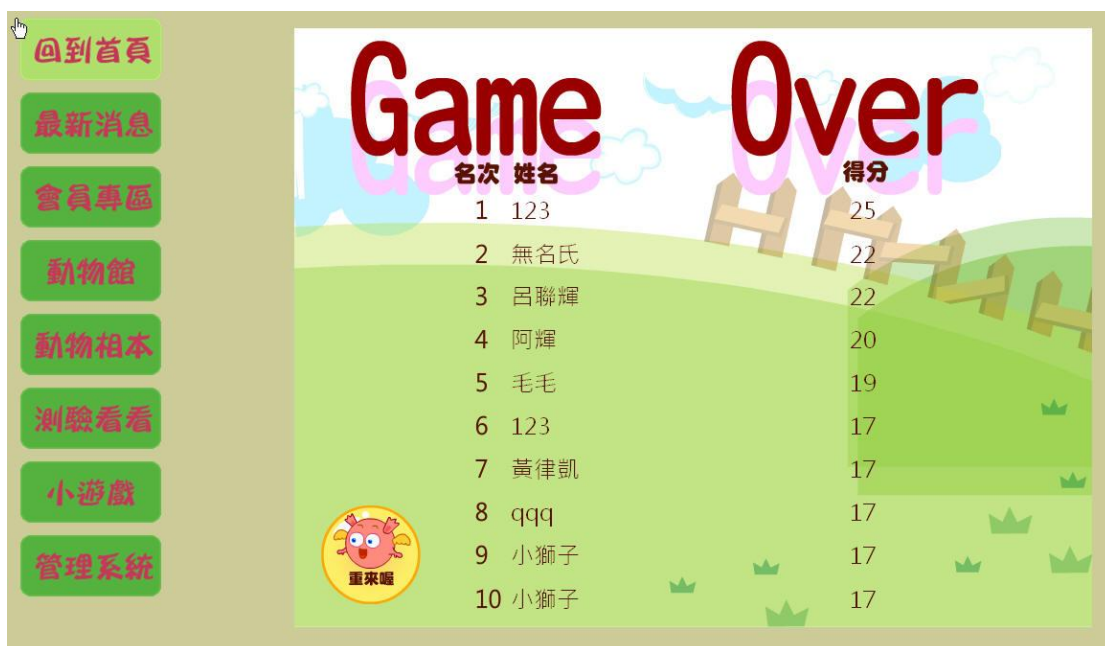 回到首頁
最新消息
會員專區
動物館
動物相本
測驗看看
小遊戲
管理系統
Game Over
名次 姓名 得分
1 123 25
2 無名氏 22
3 呂聯輝 22
4 阿輝 20
5 毛毛 19
6 123 17
7 黃律凱 17
8 qqq 17
9 小獅子 17
10 小獅子 17
重來喔